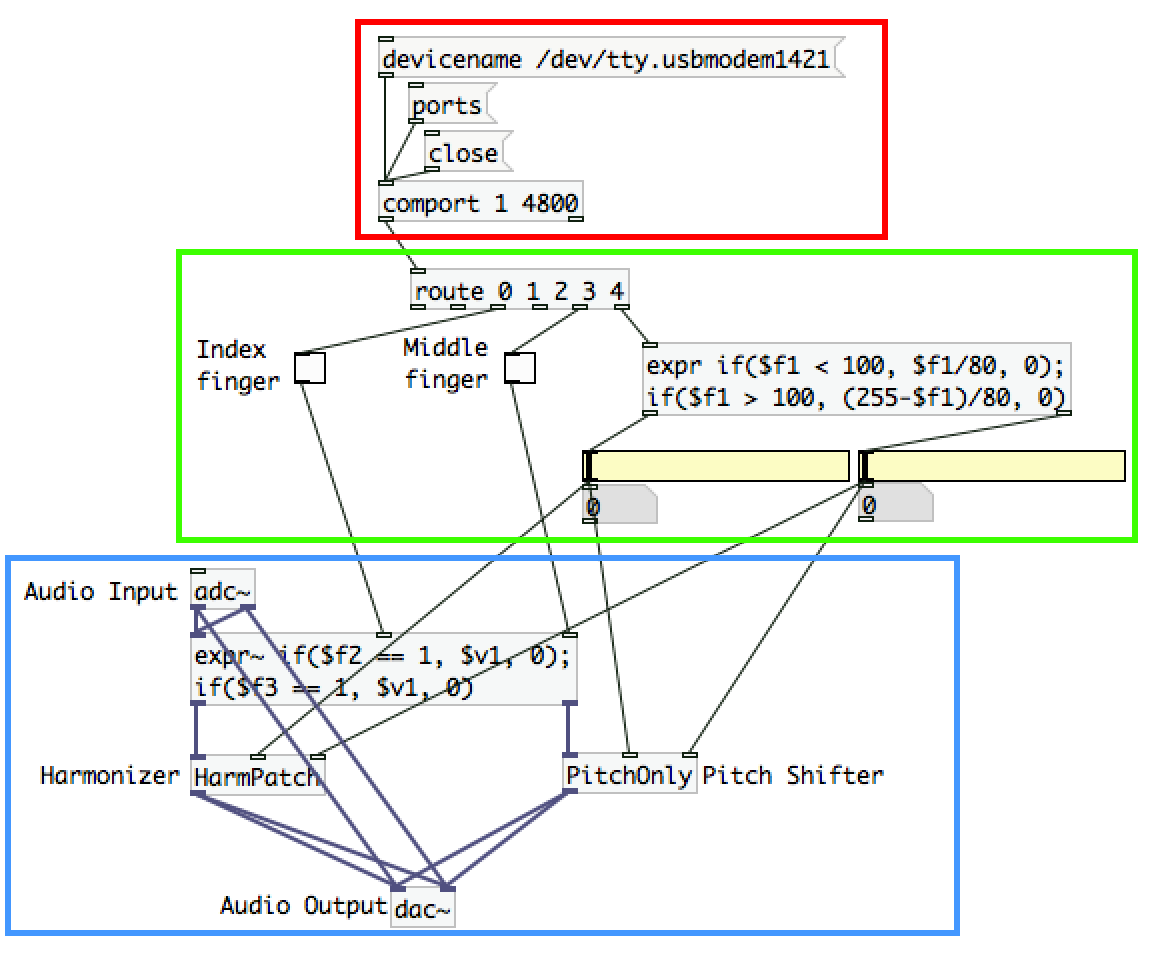 devicename /dev/tty.usbmodem1421
ports
close
comport 1 4800
route 0 1 2 3 4
Index
finger
Middle
finger
expr if($f1 < 100, $f1/80, 0);
if($f1 > 100, (255-$f1)/80, 0)
0
0
Audio Input
adc~
expr~ if($f2 == 1, $v1, 0);
if($f3 == 1, $v1, 0)
Harmonizer
HarmPatch
PitchOnly
Pitch Shifter
Audio Output
dac~